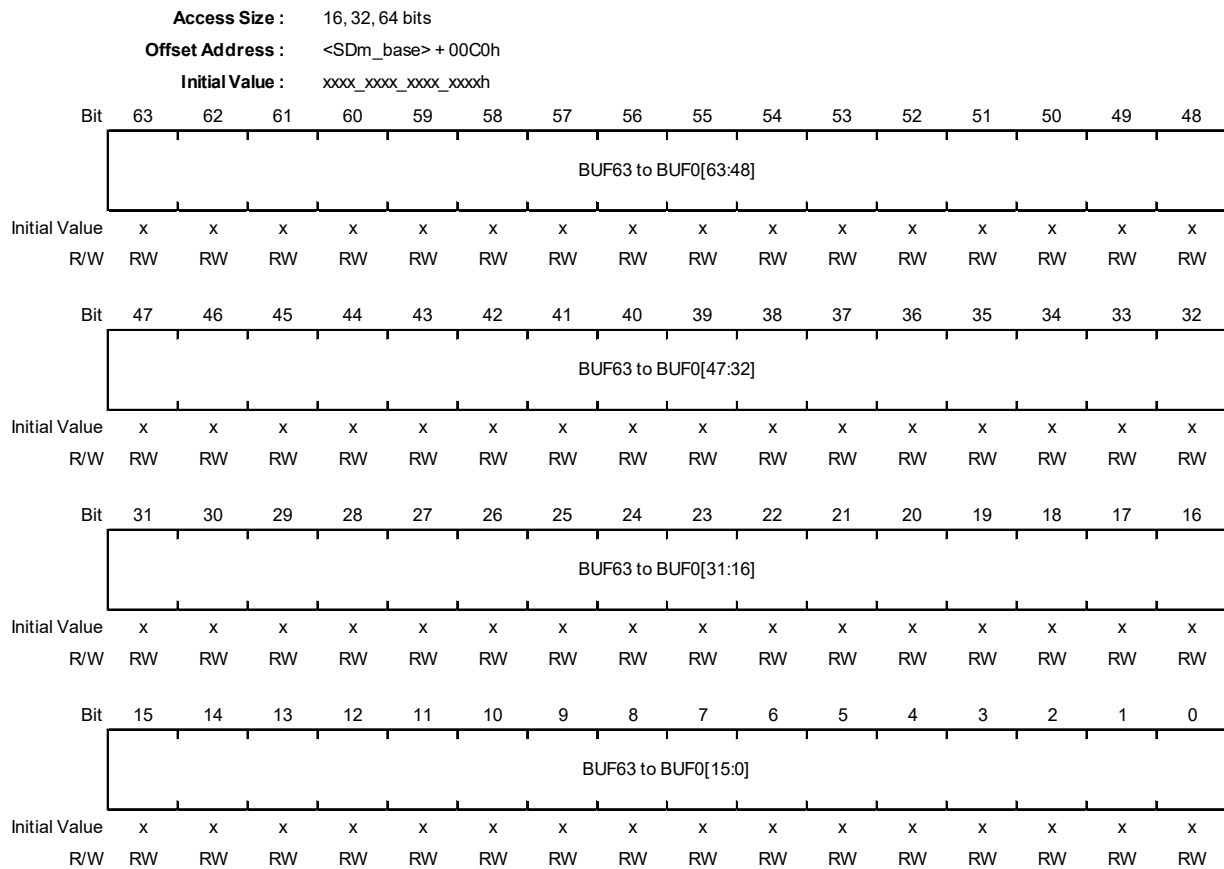 Access Size : 16, 32, 64 bits
Offset Address : <SDm_base> + 00C0h
Initial Value : xxxx_xxxx_xxxx_xxxxh
Bit 63 62 61 60 59 58 57 56 55 54 53 52 51 50 49 48
BUF63 to BUF0[63:48]
Initial Value x x x x x x x x x x x x x x x x
R/W RW RW RW RW RW RW RW RW RW RW RW RW RW RW RW RW
Bit 47 46 45 44 43 42 41 40 39 38 37 36 35 34 33 32
BUF63 to BUF0[47:32]
Initial Value x x x x x x x x x x x x x x x x
R/W RW RW RW RW RW RW RW RW RW RW RW RW RW RW RW RW
Bit 31 30 29 28 27 26 25 24 23 22 21 20 19 18 17 16
BUF63 to BUF0[31:16]
Initial Value x x x x x x x x x x x x x x x x
R/W RW RW RW RW RW RW RW RW RW RW RW RW RW RW RW RW
Bit 15 14 13 12 11 10 9 8 7 6 5 4 3 2 1 0
BUF63 to BUF0[15:0]
Initial Value x x x x x x x x x x x x x x x x
R/W RW RW RW RW RW RW RW RW RW RW RW RW RW RW RW RW